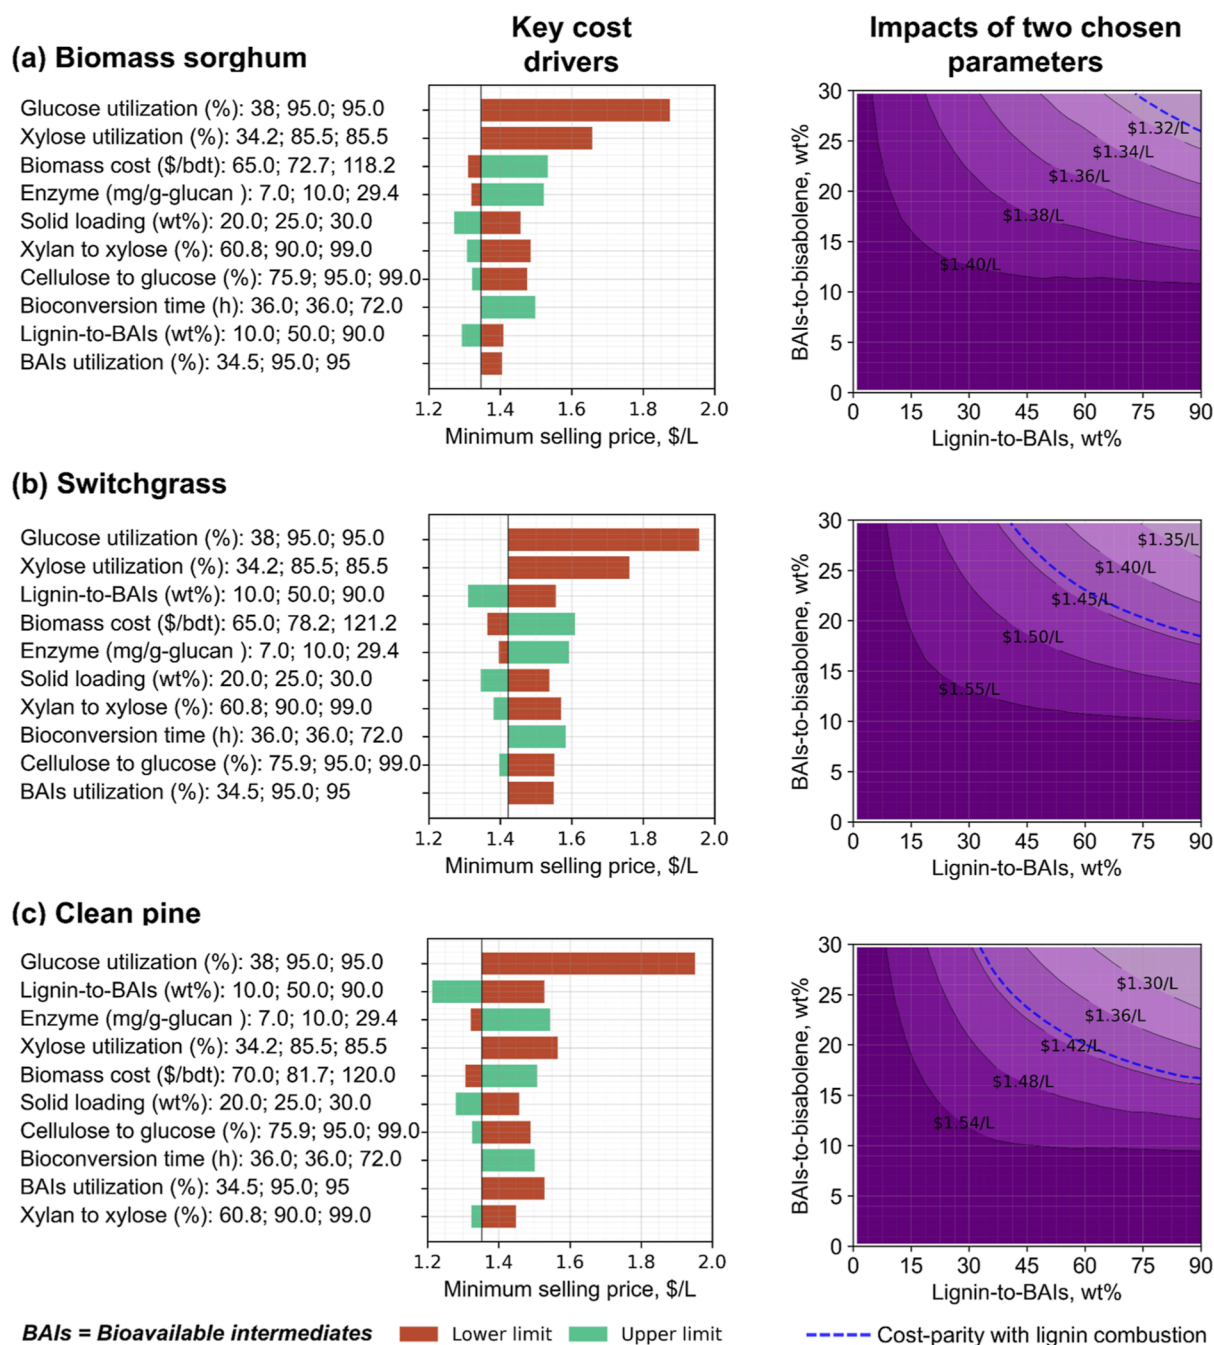 Key cost
drivers
Impacts of two chosen
parameters
(a) Biomass sorghum
Glucose utilization (%): 38; 95.0; 95.0
Xylose utilization (%): 34.2; 85.5; 85.5
Biomass cost ($/bdt): 65.0; 72.7; 118.2
Enzyme (mg/g-glucan ): 7.0; 10.0; 29.4
Solid loading (wt%): 20.0; 25.0; 30.0
Xylan to xylose (%): 60.8; 90.0; 99.0
Cellulose to glucose (%): 75.9; 95.0; 99.0
Bioconversion time (h): 36.0; 36.0; 72.0
Lignin-to-BAIs (wt%): 10.0; 50.0; 90.0
BAIs utilization (%): 34.5; 95.0; 95
1.2 1.4 1.6 1.8 2.0
Minimum selling price, $/L
BAIs-to-bisabolene, wt%
30
25
20
15
10
5
0
$1.32/L
$1.34/L
$1.36/L
$1.38/L
$1.40/L
0 15 30 45 60 75 90
Lignin-to-BAIs, wt%
(b) Switchgrass
Glucose utilization (%): 38; 95.0; 95.0
Xylose utilization (%): 34.2; 85.5; 85.5
Lignin-to-BAIs (wt%): 10.0; 50.0; 90.0
Biomass cost ($/bdt): 65.0; 78.2; 121.2
Enzyme (mg/g-glucan ): 7.0; 10.0; 29.4
Solid loading (wt%): 20.0; 25.0; 30.0
Xylan to xylose (%): 60.8; 90.0; 99.0
Bioconversion time (h): 36.0; 36.0; 72.0
Cellulose to glucose (%): 75.9; 95.0; 99.0
BAIs utilization (%): 34.5; 95.0; 95
1.2 1.4 1.6 1.8 2.0
Minimum selling price, $/L
BAIs-to-bisabolene, wt%
30
25
20
15
10
5
0
$1.35/L
$1.40/L
$1.45/L
$1.50/L
$1.55/L
0 15 30 45 60 75 90
Lignin-to-BAIs, wt%
(c) Clean pine
Glucose utilization (%): 38; 95.0; 95.0
Lignin-to-BAIs (wt%): 10.0; 50.0; 90.0
Enzyme (mg/g-glucan ): 7.0; 10.0; 29.4
Xylose utilization (%): 34.2; 85.5; 85.5
Biomass cost ($/bdt): 70.0; 81.7; 120.0
Solid loading (wt%): 20.0; 25.0; 30.0
Cellulose to glucose (%): 75.9; 95.0; 99.0
Bioconversion time (h): 36.0; 36.0; 72.0
BAIs utilization (%): 34.5; 95.0; 95
Xylan to xylose (%): 60.8; 90.0; 99.0
1.2 1.4 1.6 1.8 2.0
Minimum selling price, $/L
BAIs-to-bisabolene, wt%
30
25
20
15
10
5
0
$1.30/L
$1.36/L
$1.42/L
$1.48/L
$1.54/L
0 15 30 45 60 75 90
Lignin-to-BAIs, wt%
BAIs = Bioavailable intermediates
Lower limit
Upper limit
Cost-parity with lignin combustion